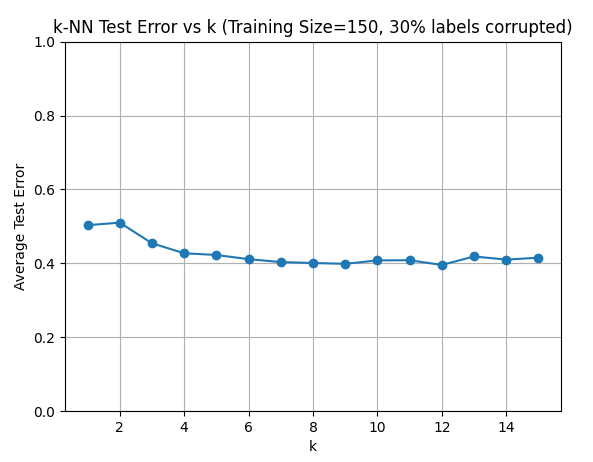 k-NN Test Error vs k (Training Size=150, 30% labels corrupted)
1.0
0.8
0.6
0.4
0.2
0.0
Average Test Error
2 4 6 8 10 12 14
k